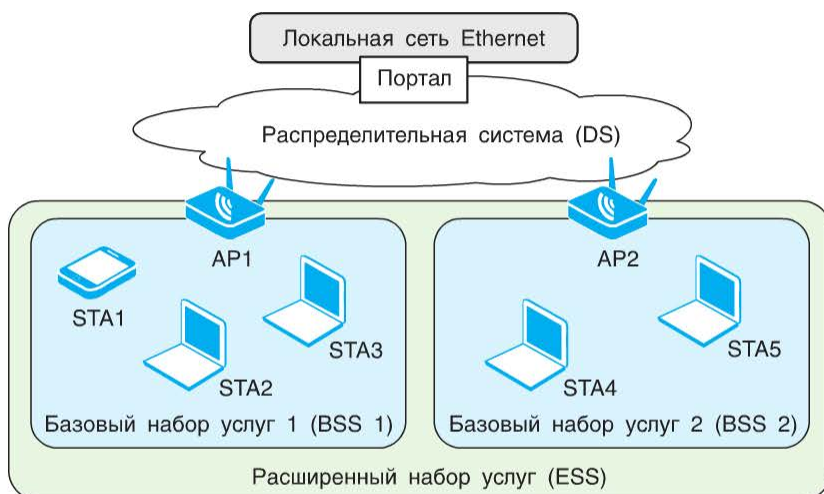 Локальная сеть Ethernet
Портал
Распределительная система (DS)
AP1
AP2
STA1
STA2
STA3
STA4
STA5
Базовый набор услуг 1 (BSS 1)
Базовый набор услуг 2 (BSS 2)
Расширенный набор услуг (ESS)